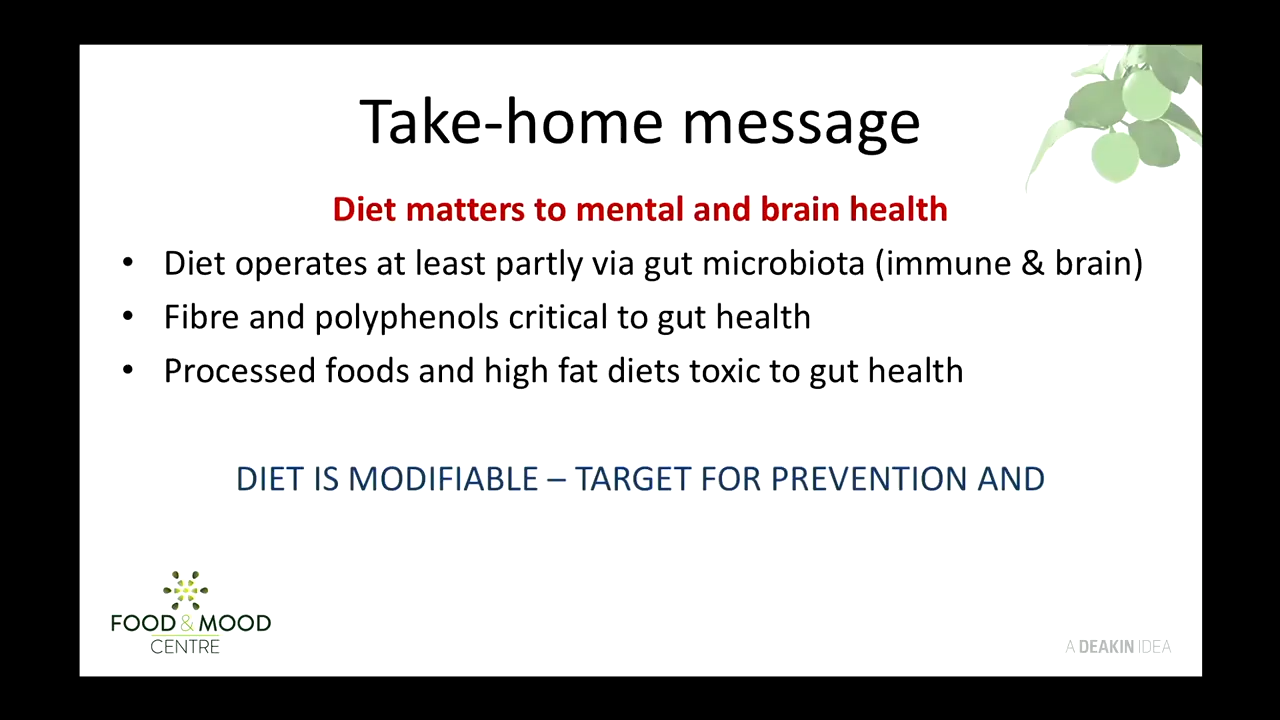 Take-home message
Diet matters to mental and brain health
• Diet operates at least partly via gut microbiota (immune & brain)
• Fibre and polyphenols critical to gut health
• Processed foods and high fat diets toxic to gut health
DIET IS MODIFIABLE – TARGET FOR PREVENTION AND
FOOD & MOOD
CENTRE
A DEAKIN IDEA